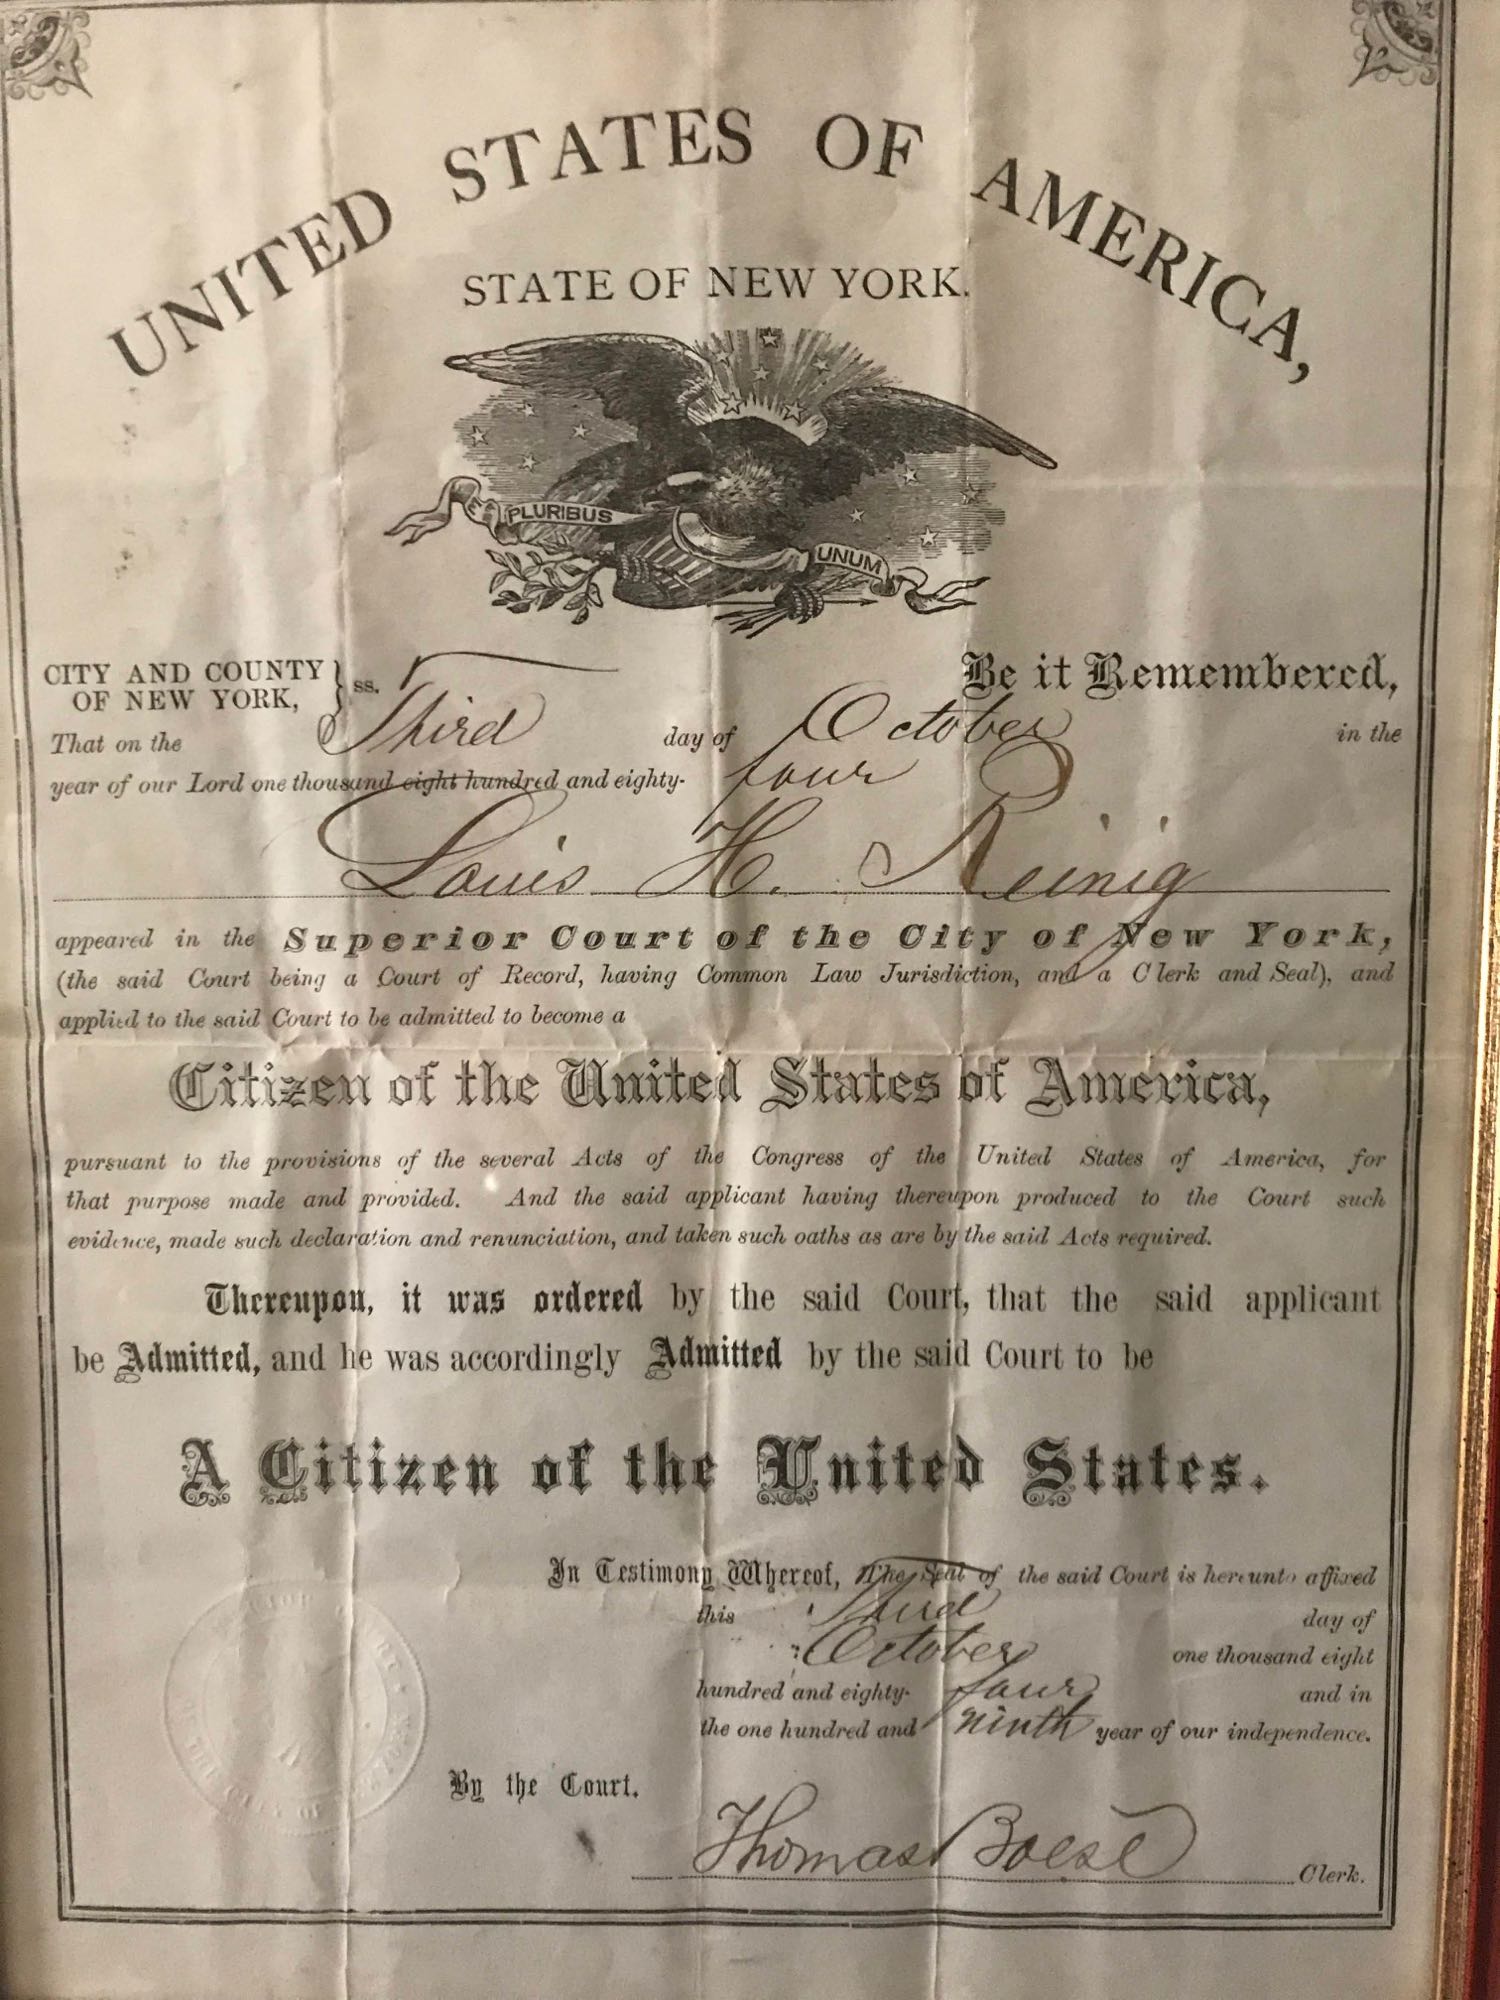 UNITED STATES OF AMERICA,
STATE OF NEW YORK.
E PLURIBUS UNUM
CITY AND COUNTY
OF NEW YORK, } ss.
Be it Remembered,
That on the Third day of October in the
year of our Lord one thousand eight hundred and eighty-four
Louis H. Reinig
appeared in the Superior Court of the City of New York,
(the said Court being a Court of Record, having Common Law Jurisdiction, and a Clerk and Seal), and
applied to the said Court to be admitted to become a
Citizen of the United States of America,
pursuant to the provisions of the several Acts of the Congress of the United States of America, for
that purpose made and provided. And the said applicant having thereupon produced to the Court such
evidence, made such declaration and renunciation, and taken such oaths as are by the said Acts required.
Thereupon, it was ordered by the said Court, that the said applicant
be Admitted, and he was accordingly Admitted by the said Court to be
A Citizen of the United States.
In Testimony Whereof, The Seal of the said Court is hereunto affixed
this Third day of
October one thousand eight
hundred and eighty-four and in
the one hundred and ninth year of our independence.
By the Court.
Thomas Boese Clerk.